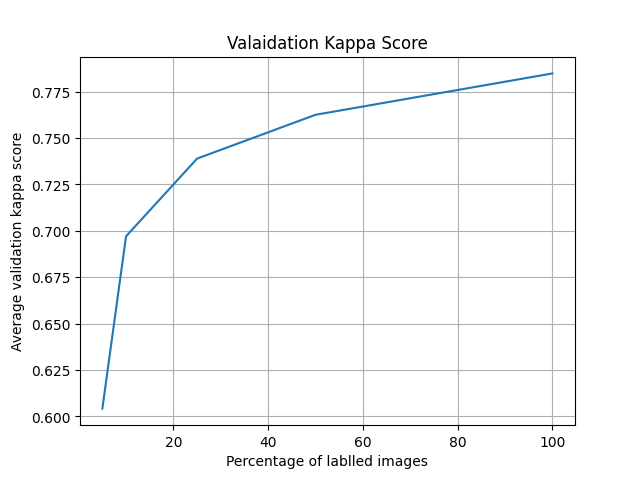 Valaidation Kappa Score
Average validation kappa score
0.775
0.750
0.725
0.700
0.675
0.650
0.625
0.600
20 40 60 80 100
Percentage of lablled images